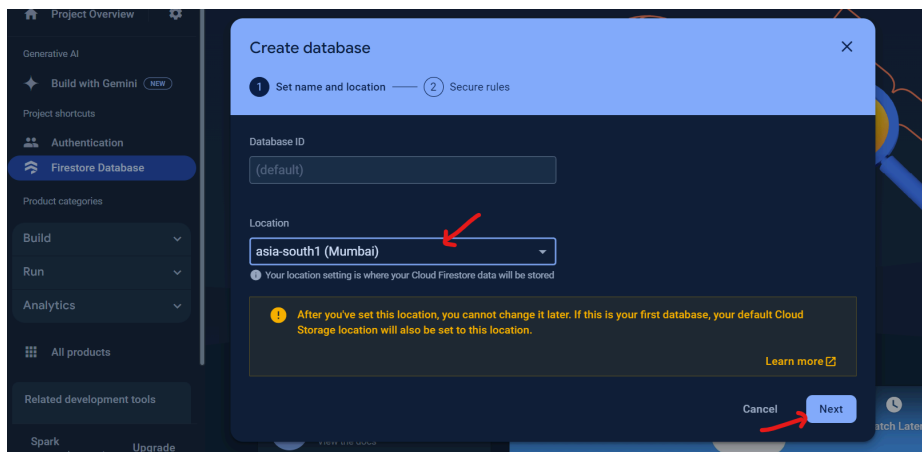 Project Overview
Generative AI
Build with Gemini NEW
Project shortcuts
Authentication
Firestore Database
Product categories
Build
Run
Analytics
All products
Related development tools
Spark
Upgrade
Create database
1 Set name and location
2 Secure rules
Database ID
(default)
Location
asia-south1 (Mumbai)
Your location setting is where your Cloud Firestore data will be stored
After you've set this location, you cannot change it later. If this is your first database, your default Cloud
Storage location will also be set to this location.
Learn more
Cancel
Next
View the docs
atch Later